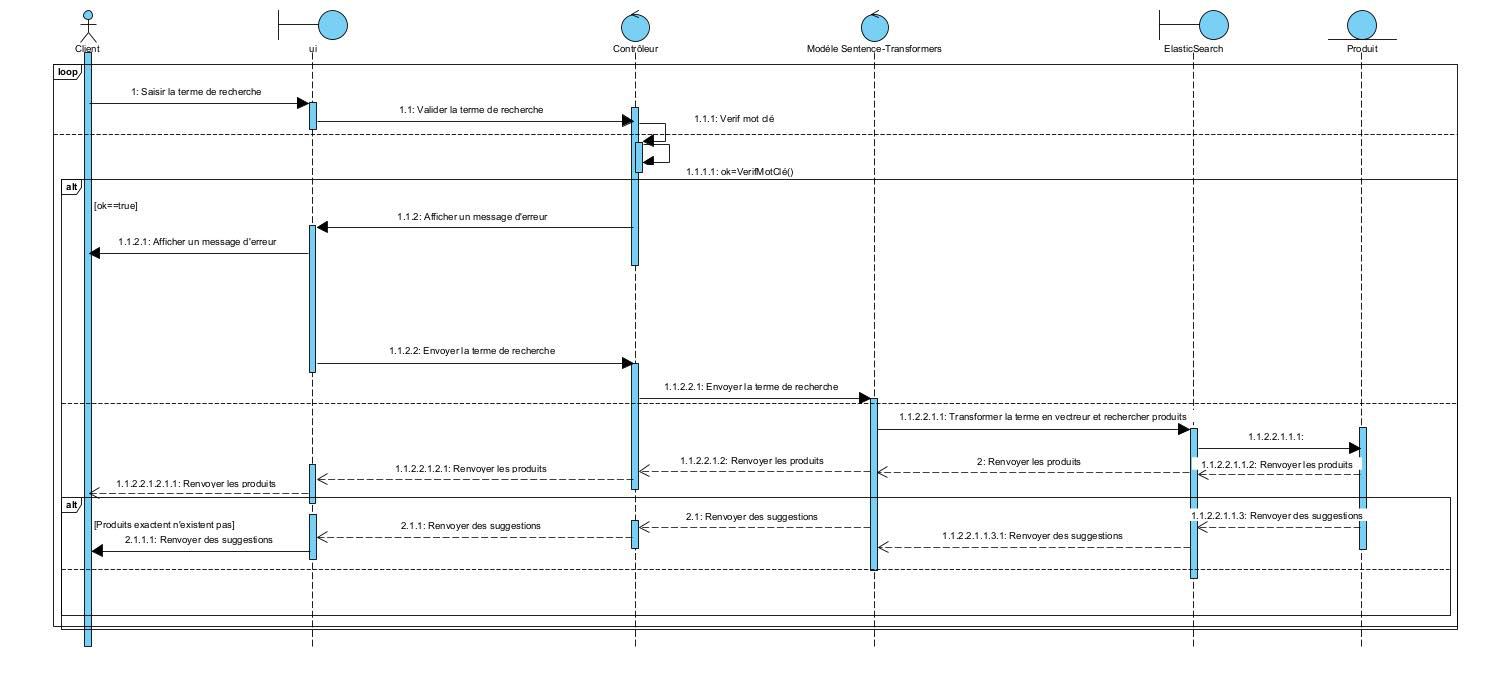 Client
ui
Contrôleur
Modéle Sentence-Transformers
ElasticSearch
Produit
loop
1: Saisir la terme de recherche
1.1: Valider la terme de recherche
1.1.1: Verif mot clé
1.1.1.1: ok=VerifMotClé()
alt
[ok==true]
1.1.2: Afficher un message d'erreur
1.1.2.1: Afficher un message d'erreur
1.1.2.2: Envoyer la terme de recherche
1.1.2.2.1: Envoyer la terme de recherche
1.1.2.2.1.1: Transformer la terme en vectreur et rechercher produits
1.1.2.2.1.1.1:
1.1.2.2.1.1.2: Renvoyer les produits
2: Renvoyer les produits
1.1.2.2.1.2: Renvoyer les produits
1.1.2.2.1.2.1: Renvoyer les produits
1.1.2.2.1.2.1.1: Renvoyer les produits
alt
[Produits exactent n'existent pas]
1.1.2.2.1.1.3: Renvoyer des suggestions
1.1.2.2.1.1.3.1: Renvoyer des suggestions
2.1: Renvoyer des suggestions
2.1.1: Renvoyer des suggestions
2.1.1.1: Renvoyer des suggestions